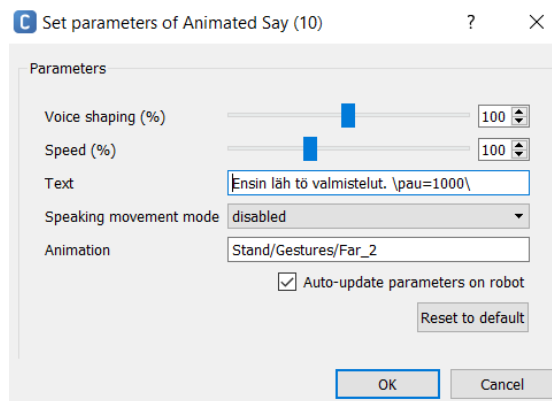 C Set parameters of Animated Say (10) ?
Parameters
Voice shaping (%) 100
Speed (%) 100
Text Ensin läh tö valmistelut. \pau=1000\
Speaking movement mode disabled
Animation Stand/Gestures/Far_2
Auto-update parameters on robot
Reset to default
OK Cancel